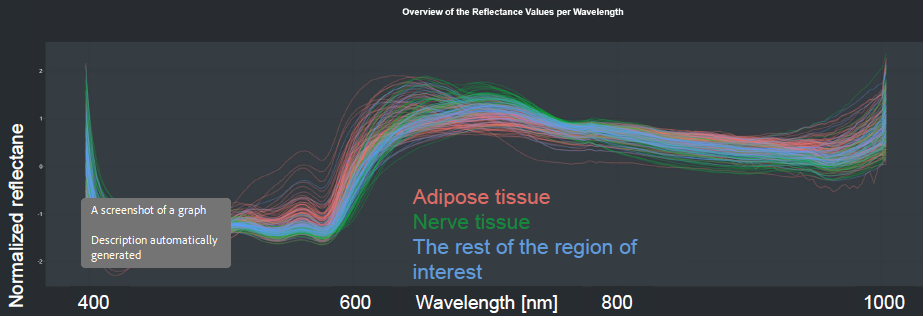 Overview of the Reflectance Values per Wavelength
Normalized reflectane
2
1
0
-1
-2
A screenshot of a graph
Description automatically
generated
Adipose tissue
Nerve tissue
The rest of the region of
interest
400
600
Wavelength [nm]
800
1000